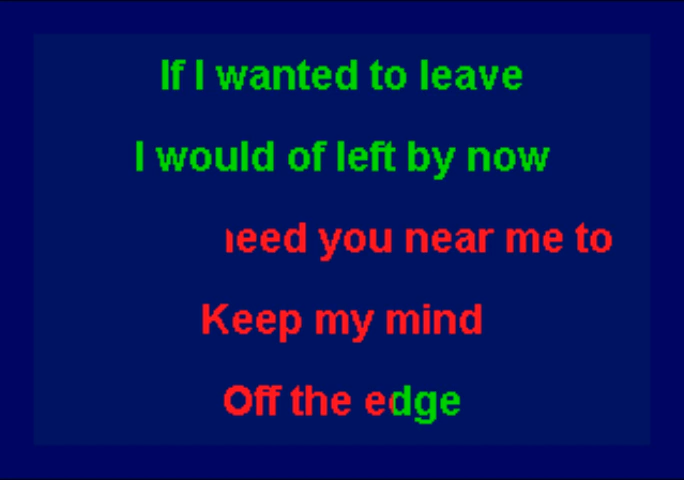 If I wanted to leave
I would of left by now
eed you near me to
Keep my mind
Off the edge